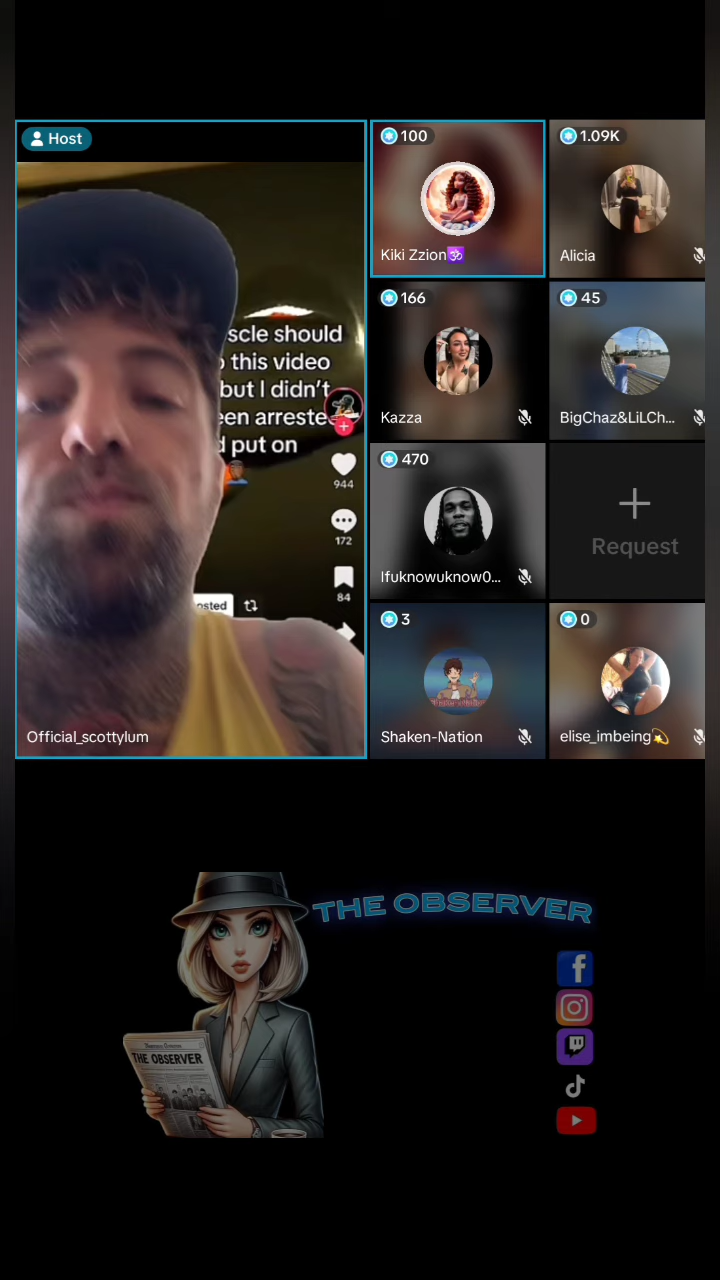 Host
scle should
this video
but I didn't
een arreste
d put on
944
172
84
osted
Official_scottylum
100
Kiki Zzion🕉
1.09K
Alicia
166
Kazza
45
BigChaz&LiLCh...
470
Ifuknowuknow0...
+
Request
3
Shaken-Nation
0
elise_imbeing💫
THE OBSERVER
THE OBSERVER